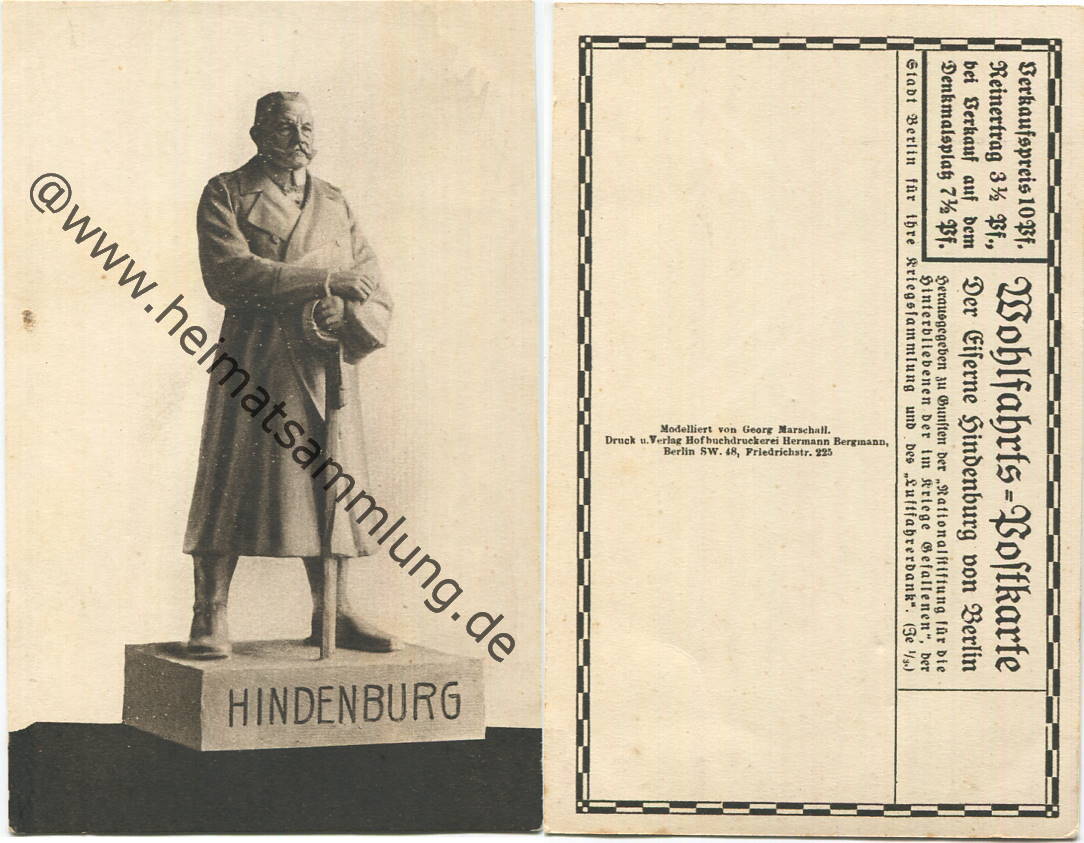 @www.heimatsammlung.de
HINDENBURG
Verkaufspreis 10 Pf.
Reinertrag 3½ Pf.,
bei Verkauf auf dem
Denkmalsplatz 7½ Pf.
Wohlfahrts=Postkarte
Der Eiserne Hindenburg von Berlin
Herausgegeben zu Gunsten der „Nationalstiftung für die
Hinterbliebenen der im Kriege Gefallenen“, der
Stadt Berlin für ihre Kriegssammlung und des „Luftfahrerdank“. (Je ⅓.)
Modelliert von Georg Marschall.
Druck u. Verlag Hofbuchdruckerei Hermann Bergmann,
Berlin SW. 48, Friedrichstr. 225